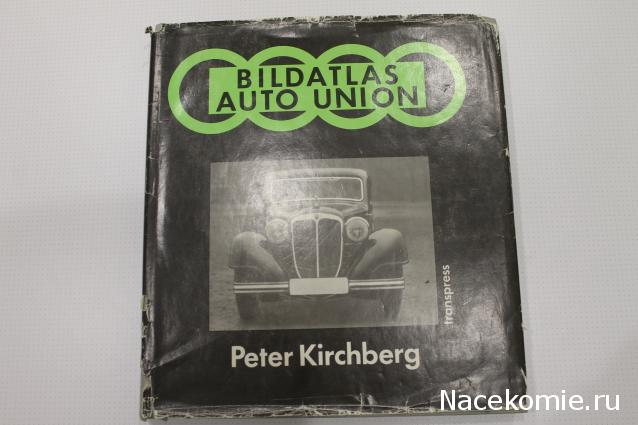 BILDATLAS
AUTO UNION
transpress
Peter Kirchberg
Nacekomie.ru